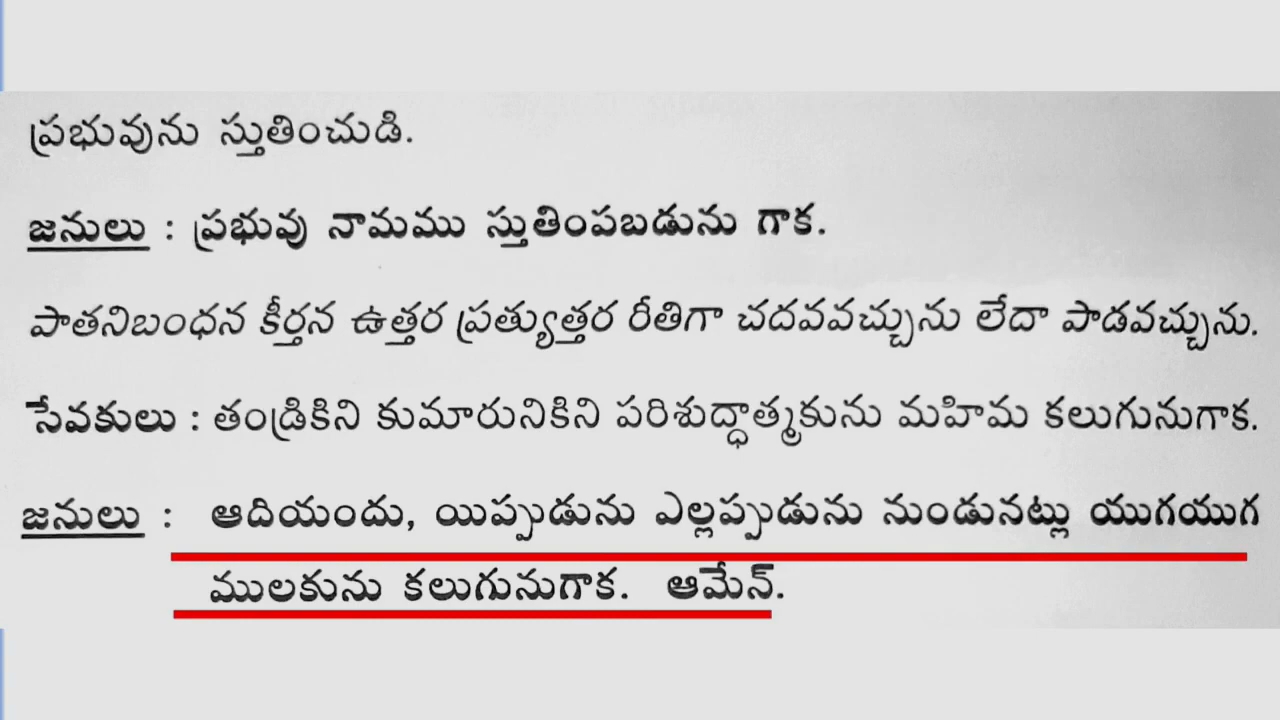 ప్రభువును స్తుతించుడి.
జనులు : ప్రభువు నామము స్తుతింపబడును గాక.
పాతనిబంధన కీర్తన ఉత్తర ప్రత్యుత్తర రీతిగా చదవవచ్చును లేదా పాడవచ్చును.
సేవకులు : తండ్రికిని కుమారునికిని పరిశుద్ధాత్మకును మహిమ కలుగునుగాక.
జనులు : ఆదియందు, యిప్పుడును ఎల్లప్పుడును నుండునట్లు యుగయుగ
ములకును కలుగునుగాక. ఆమేన్.